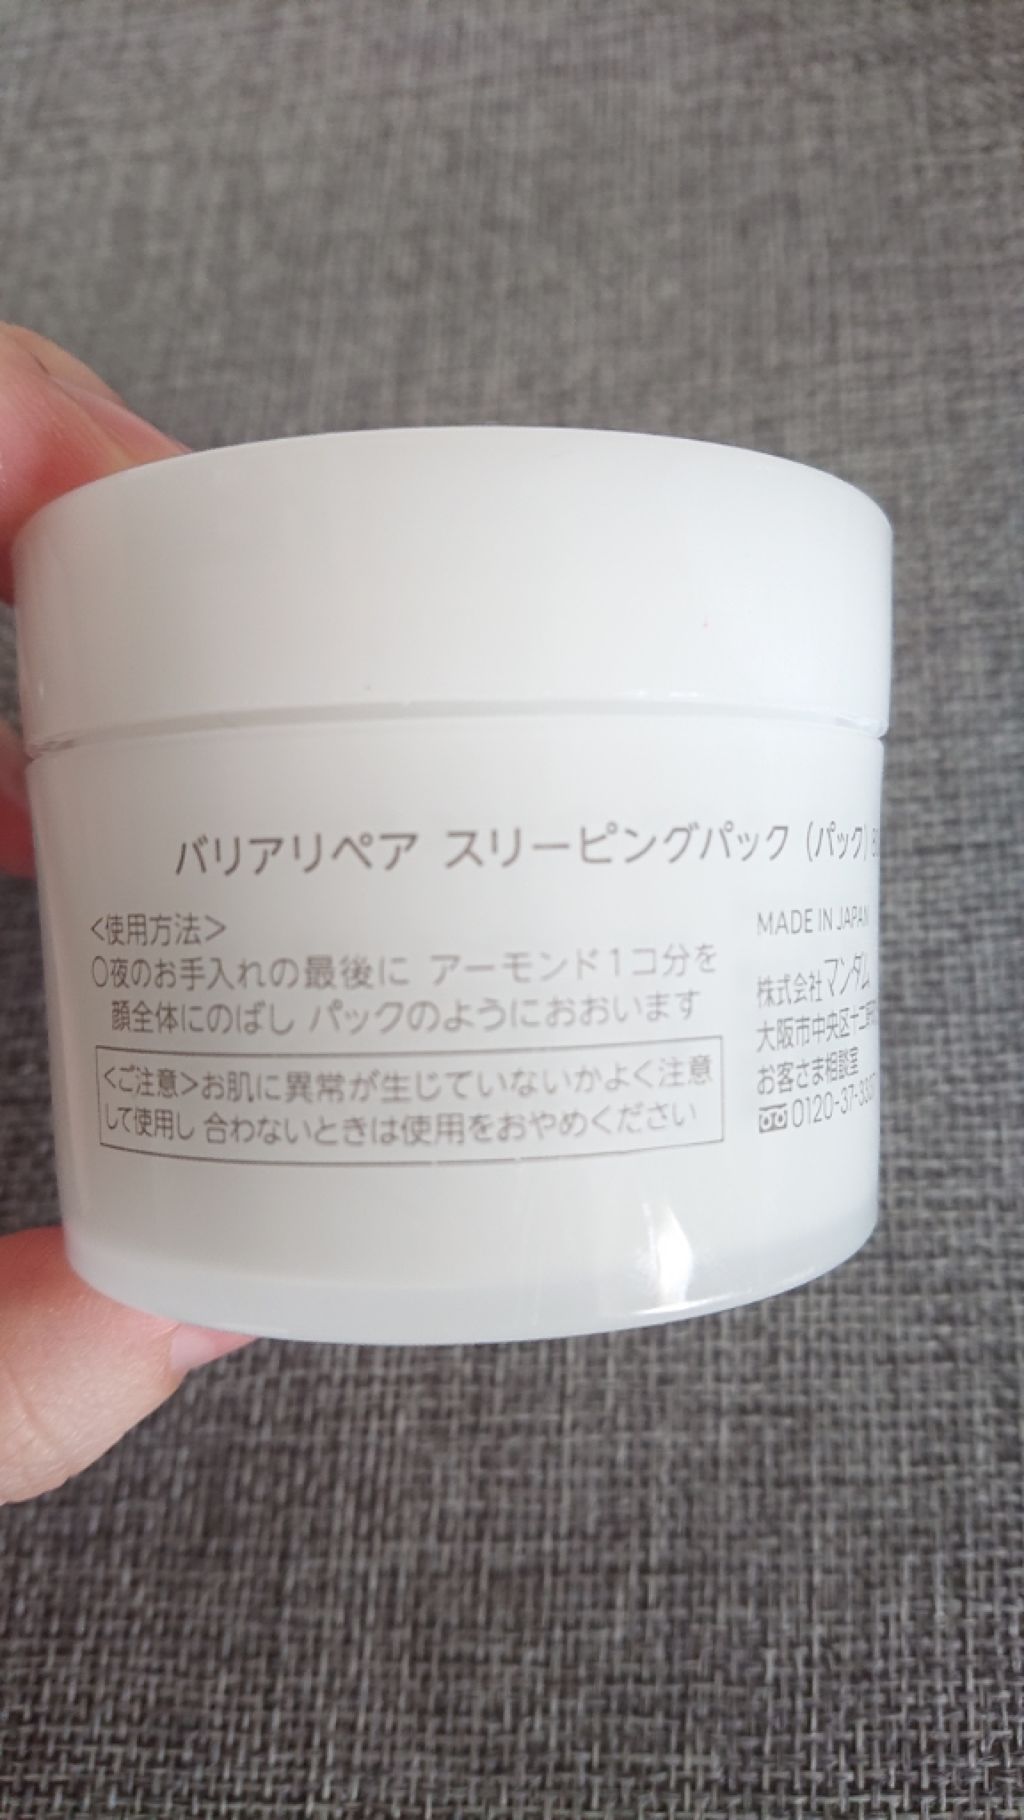 バリアリペア スリーピングパック (パック)
<使用方法>
○夜のお手入れの最後に アーモンド1コ分を
顔全体にのばし パックのようにおおいます
<ご注意>お肌に異常が生じていないかよく注意
して使用し 合わないときは使用をおやめください
MADE IN JAPAN
株式会社マンダム
大阪市中央区十二軒
お客さま相談室
0120-37-33